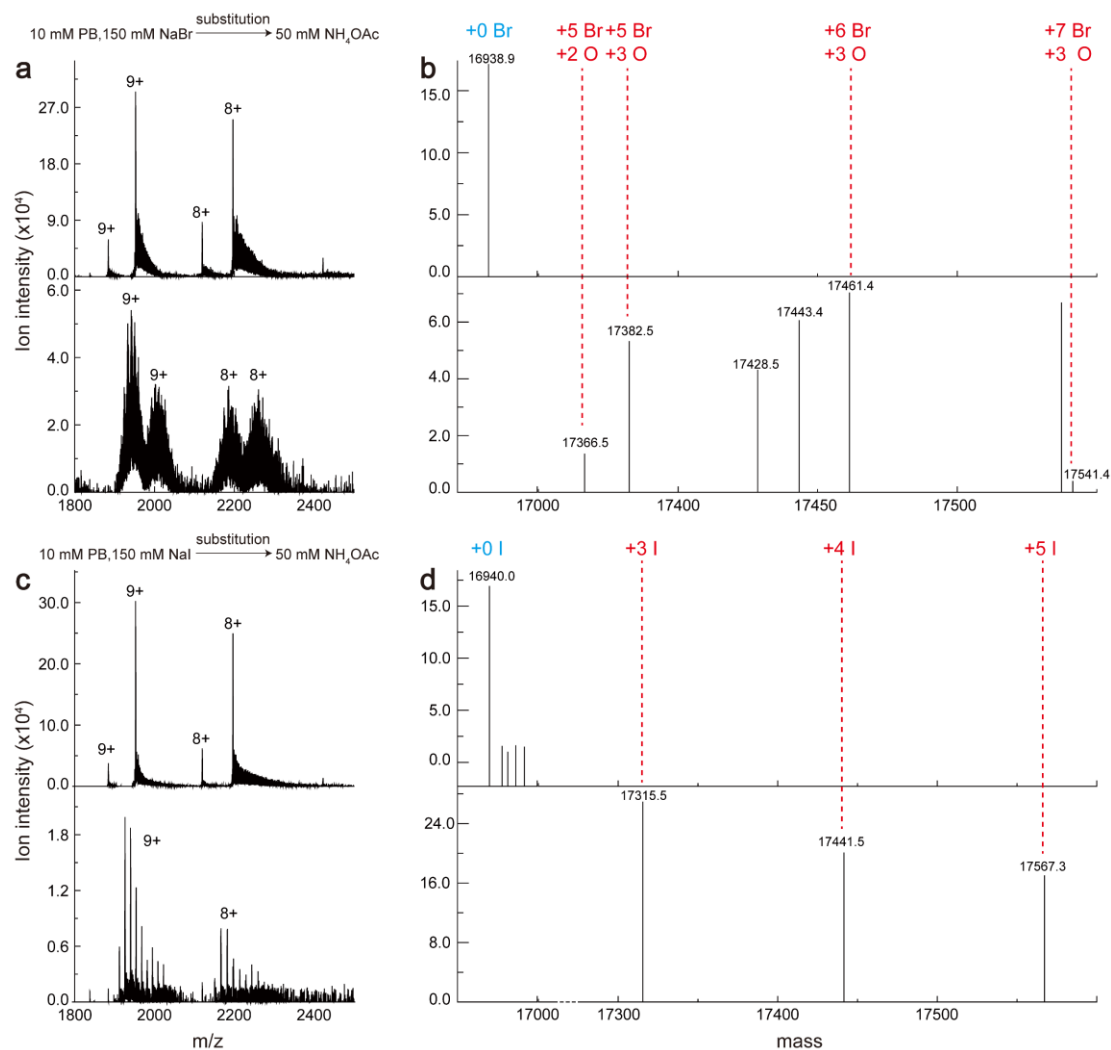 substitution
10 mM PB,150 mM NaBr 50 mM NH₄OAc
a
9+
9+
8+
8+
27.0
18.0
9.0
0.0
6.0
4.0
2.0
0.0
9+
9+
8+
8+
1800 2000 2200 2400
Ion intensity (x10⁴)
b
+0 Br
+5 Br +5 Br
+2 O +3 O
+6 Br
+3 O
+7 Br
+3 O
16938.9
15.0
10.0
5.0
0.0
6.0
4.0
2.0
0.0
17366.5
17382.5
17428.5
17443.4
17461.4
17541.4
17000 17400 17450 17500
substitution
10 mM PB,150 mM NaI 50 mM NH₄OAc
c
9+
9+
8+
8+
30.0
20.0
10.0
0.0
1.8
1.2
0.6
0.0
9+
8+
1800 2000 2200 2400
m/z
Ion intensity (x10⁴)
d
+0 I
+3 I
+4 I
+5 I
16940.0
15.0
10.0
5.0
0.0
24.0
16.0
8.0
0.0
17315.5
17441.5
17567.3
17000 17300 17400 17500
mass